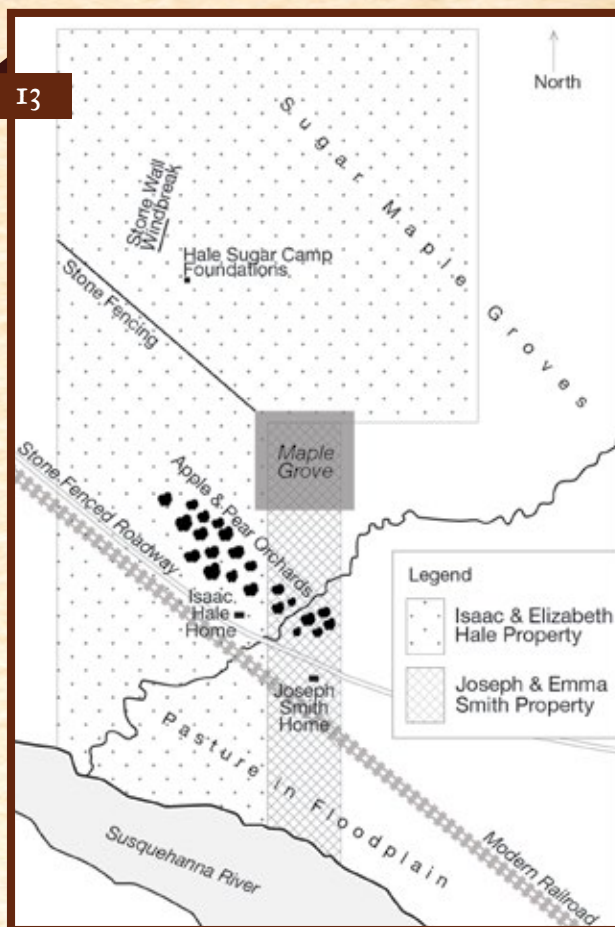 13
North
Sugar Maple Groves
Stone Wall
Windbreak
Hale Sugar Camp
Foundations
Stone Fencing
Maple
Grove
Stone Fenced Roadway
Apple & Pear Orchards
Isaac
Hale
Home
Joseph
Smith
Home
Legend
Isaac & Elizabeth
Hale Property
Joseph & Emma
Smith Property
Pasture in Floodplain
Susquehanna River
Modern Railroad